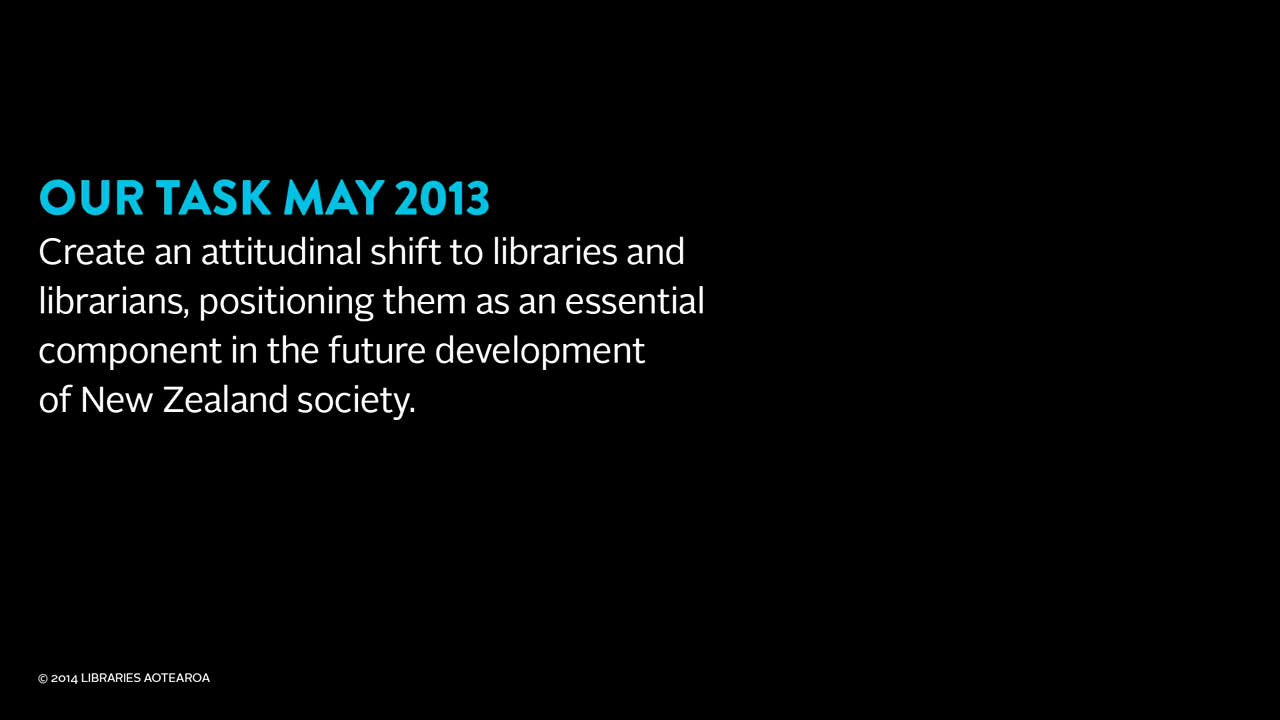 OUR TASK MAY 2013
Create an attitudinal shift to libraries and
librarians, positioning them as an essential
component in the future development
of New Zealand society.
© 2014 LIBRARIES AOTEAROA